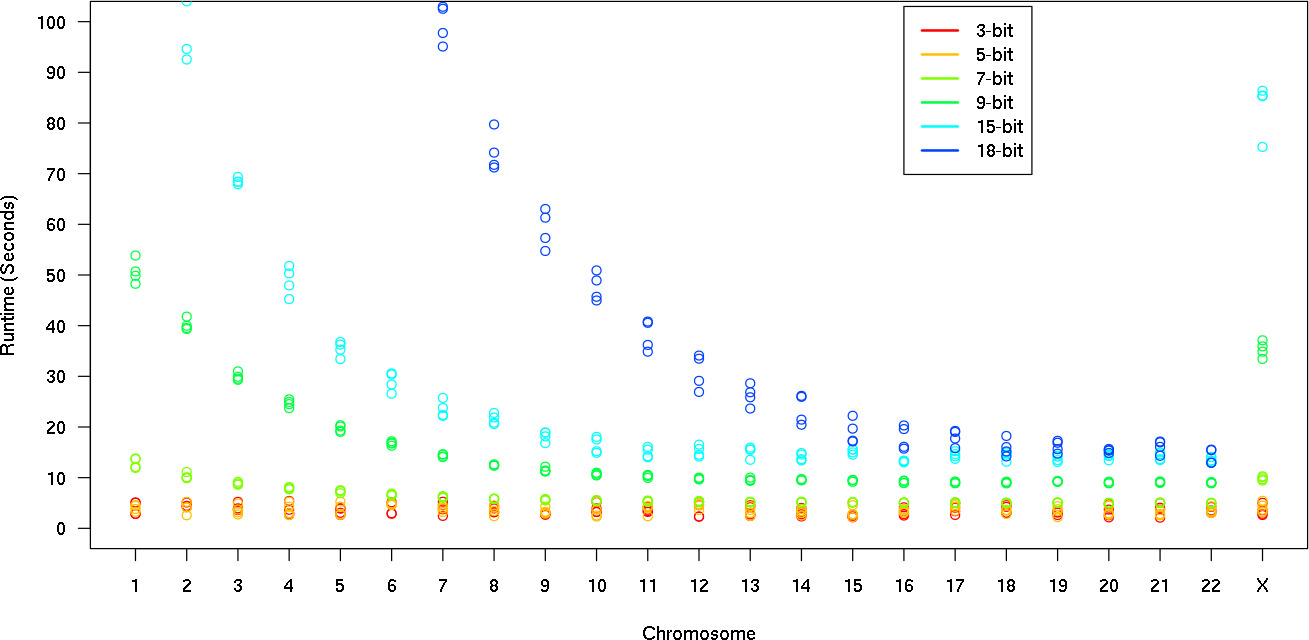 100
90
80
70
60
50
40
30
20
10
0
Runtime (Seconds)
3-bit
5-bit
7-bit
9-bit
15-bit
18-bit
1 2 3 4 5 6 7 8 9 10 11 12 13 14 15 16 17 18 19 20 21 22 X
Chromosome